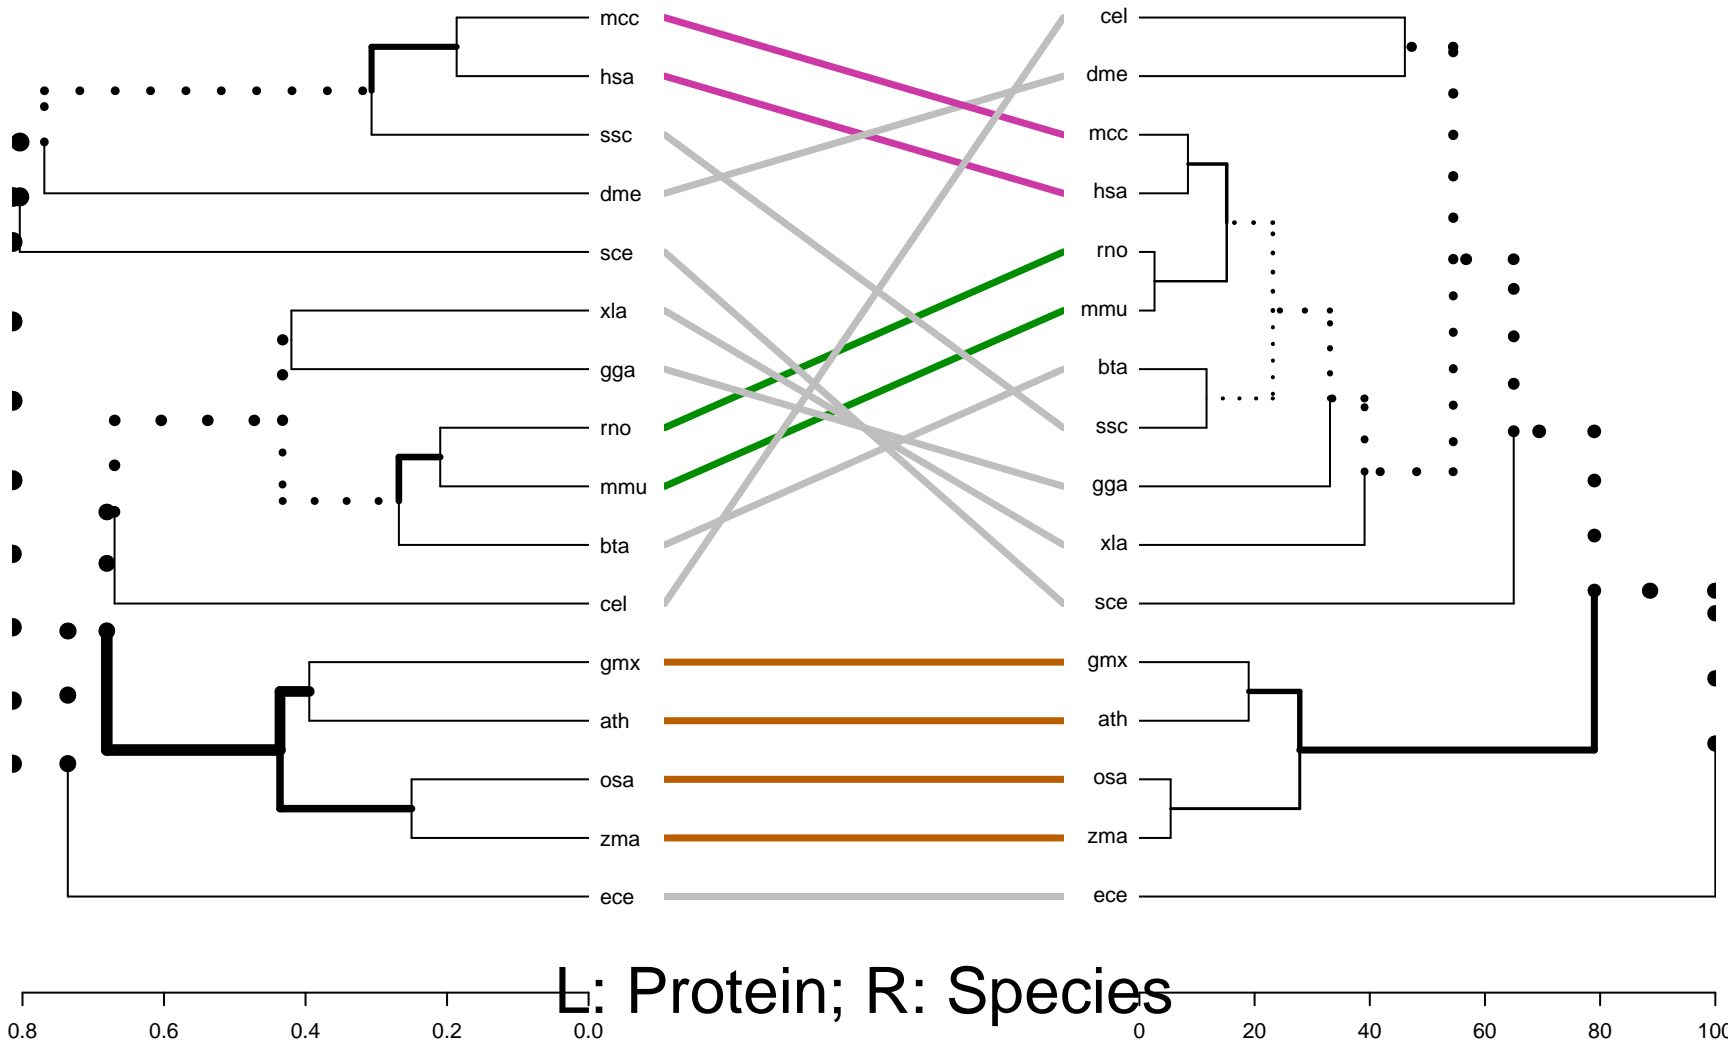 mcc
hsa
ssc
dme
sce
xla
gga
rno
mmu
bta
cel
gmx
ath
osa
zma
ece
cel
dme
mcc
hsa
rno
mmu
bta
ssc
gga
xla
sce
gmx
ath
osa
zma
ece
L: Protein; R: Species
0.8 0.6 0.4 0.2 0.0
0 20 40 60 80 100